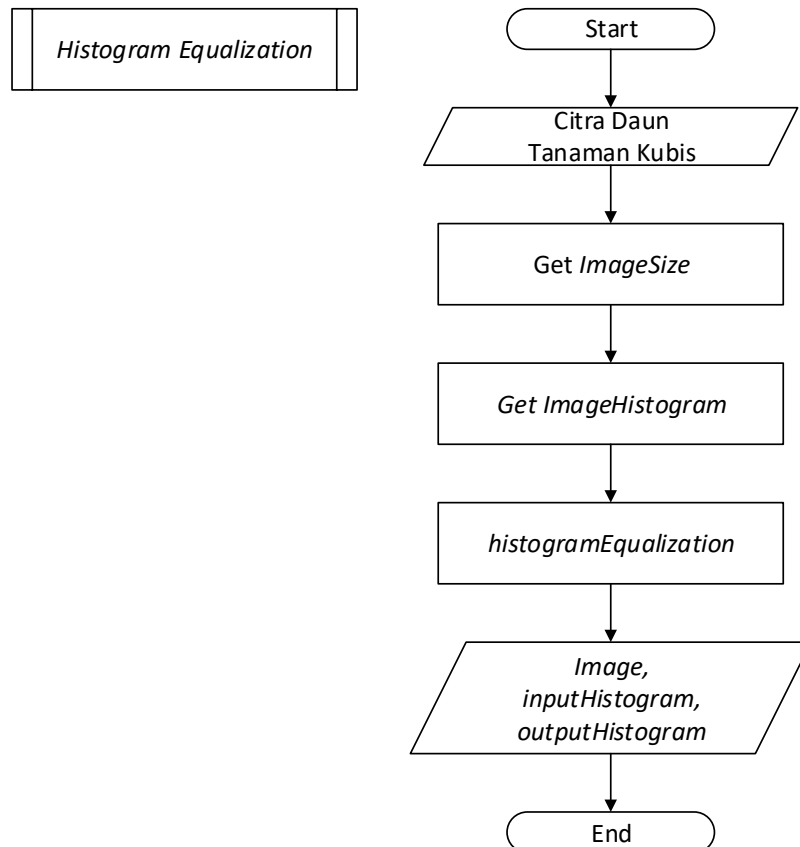 Histogram Equalization
Start
Citra Daun
Tanaman Kubis
Get ImageSize
Get ImageHistogram
histogramEqualization
Image,
inputHistogram,
outputHistogram
End